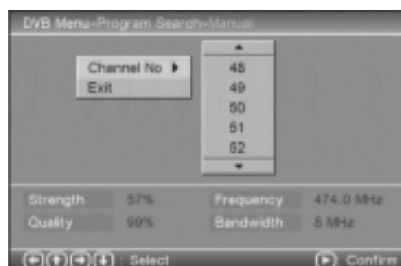 DVB Menu-Program Search-Manual
Channel No
Exit
48
49
50
51
52
Strength 57% Frequency 474.0 MHz
Quality 99% Bandwidth 8 MHz
: Select : Confirm